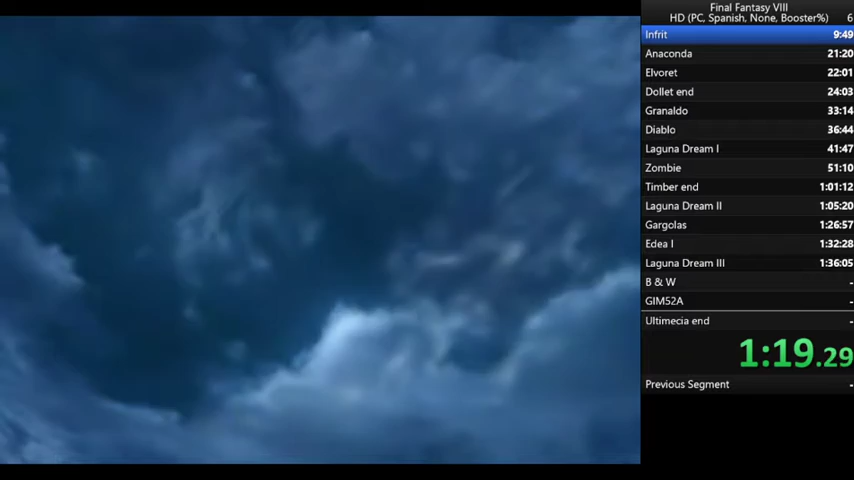 Final Fantasy VIII
HD (PC, Spanish, None, Booster%) 6
Infrit 9:49
Anaconda 21:20
Elvoret 22:01
Dollet end 24:03
Granaldo 33:14
Diablo 36:44
Laguna Dream I 41:47
Zombie 51:10
Timber end 1:01:12
Laguna Dream II 1:05:20
Gargolas 1:26:57
Edea I 1:32:28
Laguna Dream III 1:36:05
B & W -
GIM52A -
Ultimecia end -
1:19.29
Previous Segment -